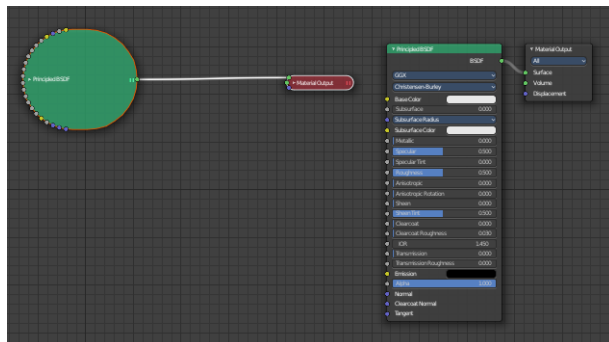 Principled BSDF
Material Output
Principled BSDF
BSDF
GGX
Christensen-Burley
Base Color
Subsurface 0.000
Subsurface Radius
Subsurface Color
Metallic 0.000
Specular 0.500
Specular Tint 0.000
Roughness 0.500
Anisotropic 0.000
Anisotropic Rotation 0.000
Sheen 0.000
Sheen Tint 0.500
Clearcoat 0.000
Clearcoat Roughness 0.030
IOR 1.450
Transmission 0.000
Transmission Roughness 0.000
Emission
Alpha 1.000
Normal
Clearcoat Normal
Tangent
Material Output
All
Surface
Volume
Displacement